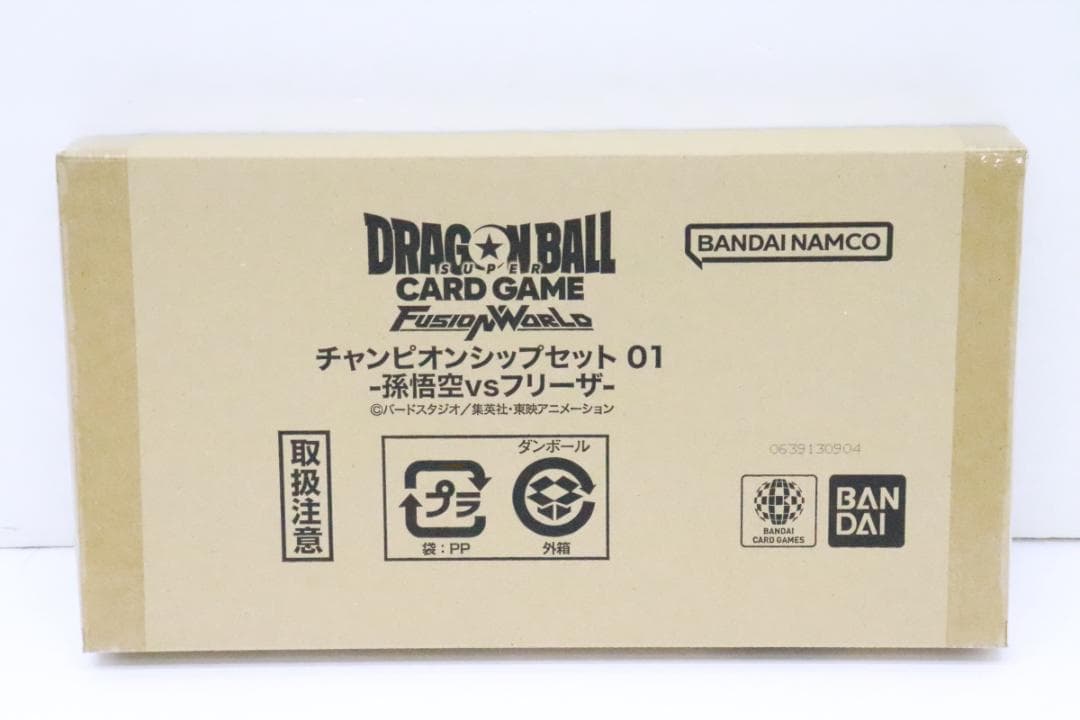 DRAGON BALL
SUPER
CARD GAME
FUSION WORLD
チャンピオンシップセット 01
-孫悟空vsフリーザ-
©バードスタジオ／集英社・東映アニメーション
BANDAI NAMCO
取扱注意
プラ
袋：PP
ダンボール
外箱
0639130904
BANDAI
CARD GAMES
BAN
DAI